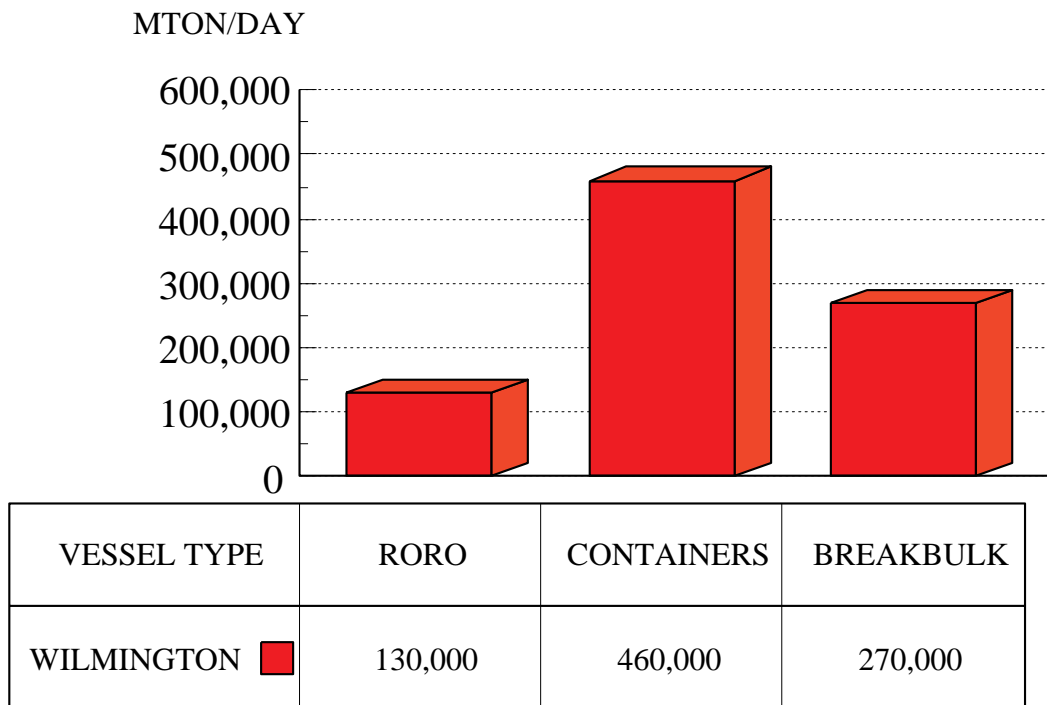 MTON/DAY
600,000
500,000
400,000
300,000
200,000
100,000
0
VESSEL TYPE RORO CONTAINERS BREAKBULK
WILMINGTON 130,000 460,000 270,000